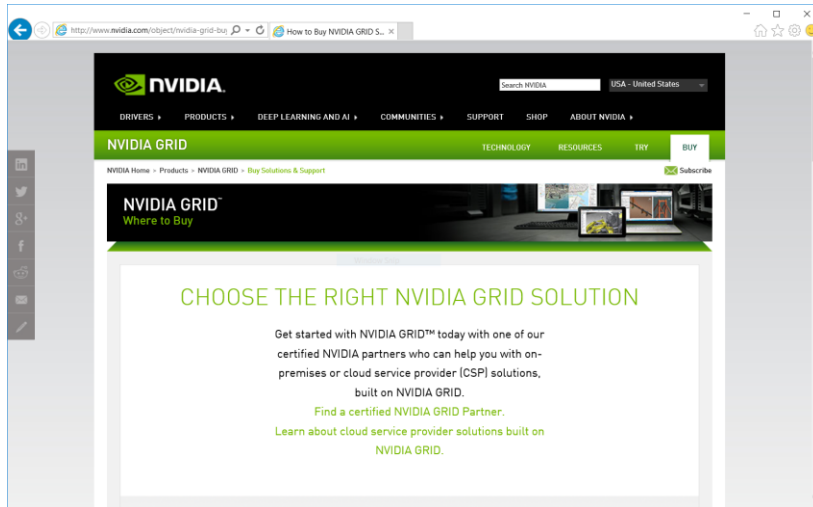 http://www.nvidia.com/object/nvidia-grid-bu
How to Buy NVIDIA GRID S...
NVIDIA.
Search NVIDIA
USA - United States
DRIVERS PRODUCTS DEEP LEARNING AND AI COMMUNITIES SUPPORT SHOP ABOUT NVIDIA
NVIDIA GRID
TECHNOLOGY RESOURCES TRY BUY
NVIDIA Home > Products > NVIDIA GRID > Buy Solutions & Support
Subscribe
NVIDIA GRID™
Where to Buy
CHOOSE THE RIGHT NVIDIA GRID SOLUTION
Get started with NVIDIA GRID™ today with one of our
certified NVIDIA partners who can help you with on-
premises or cloud service provider (CSP) solutions,
built on NVIDIA GRID.
Find a certified NVIDIA GRID Partner.
Learn about cloud service provider solutions built on
NVIDIA GRID.